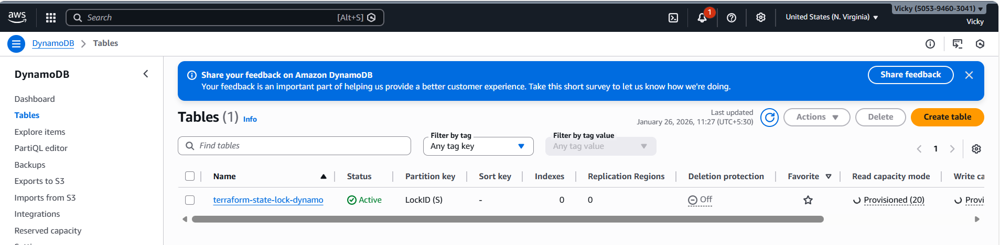 aws
Search [Alt+S]
1
United States (N. Virginia)
Vicky (5053-9460-3041)
Vicky
DynamoDB > Tables
DynamoDB
Dashboard
Tables
Explore items
PartiQL editor
Backups
Exports to S3
Imports from S3
Integrations
Reserved capacity
Share your feedback on Amazon DynamoDB
Your feedback is an important part of helping us provide a better customer experience. Take this short survey to let us know how we're doing.
Share feedback
Tables (1) Info
Last updated
January 26, 2026, 11:27 (UTC+5:30)
Actions
Delete
Create table
Find tables
Filter by tag
Any tag key
Filter by tag value
Any tag value
1
Name Status Partition key Sort key Indexes Replication Regions Deletion protection Favorite Read capacity mode Write ca
terraform-state-lock-dynamo Active LockID (S) - 0 0 Off Provisioned (20) Provi